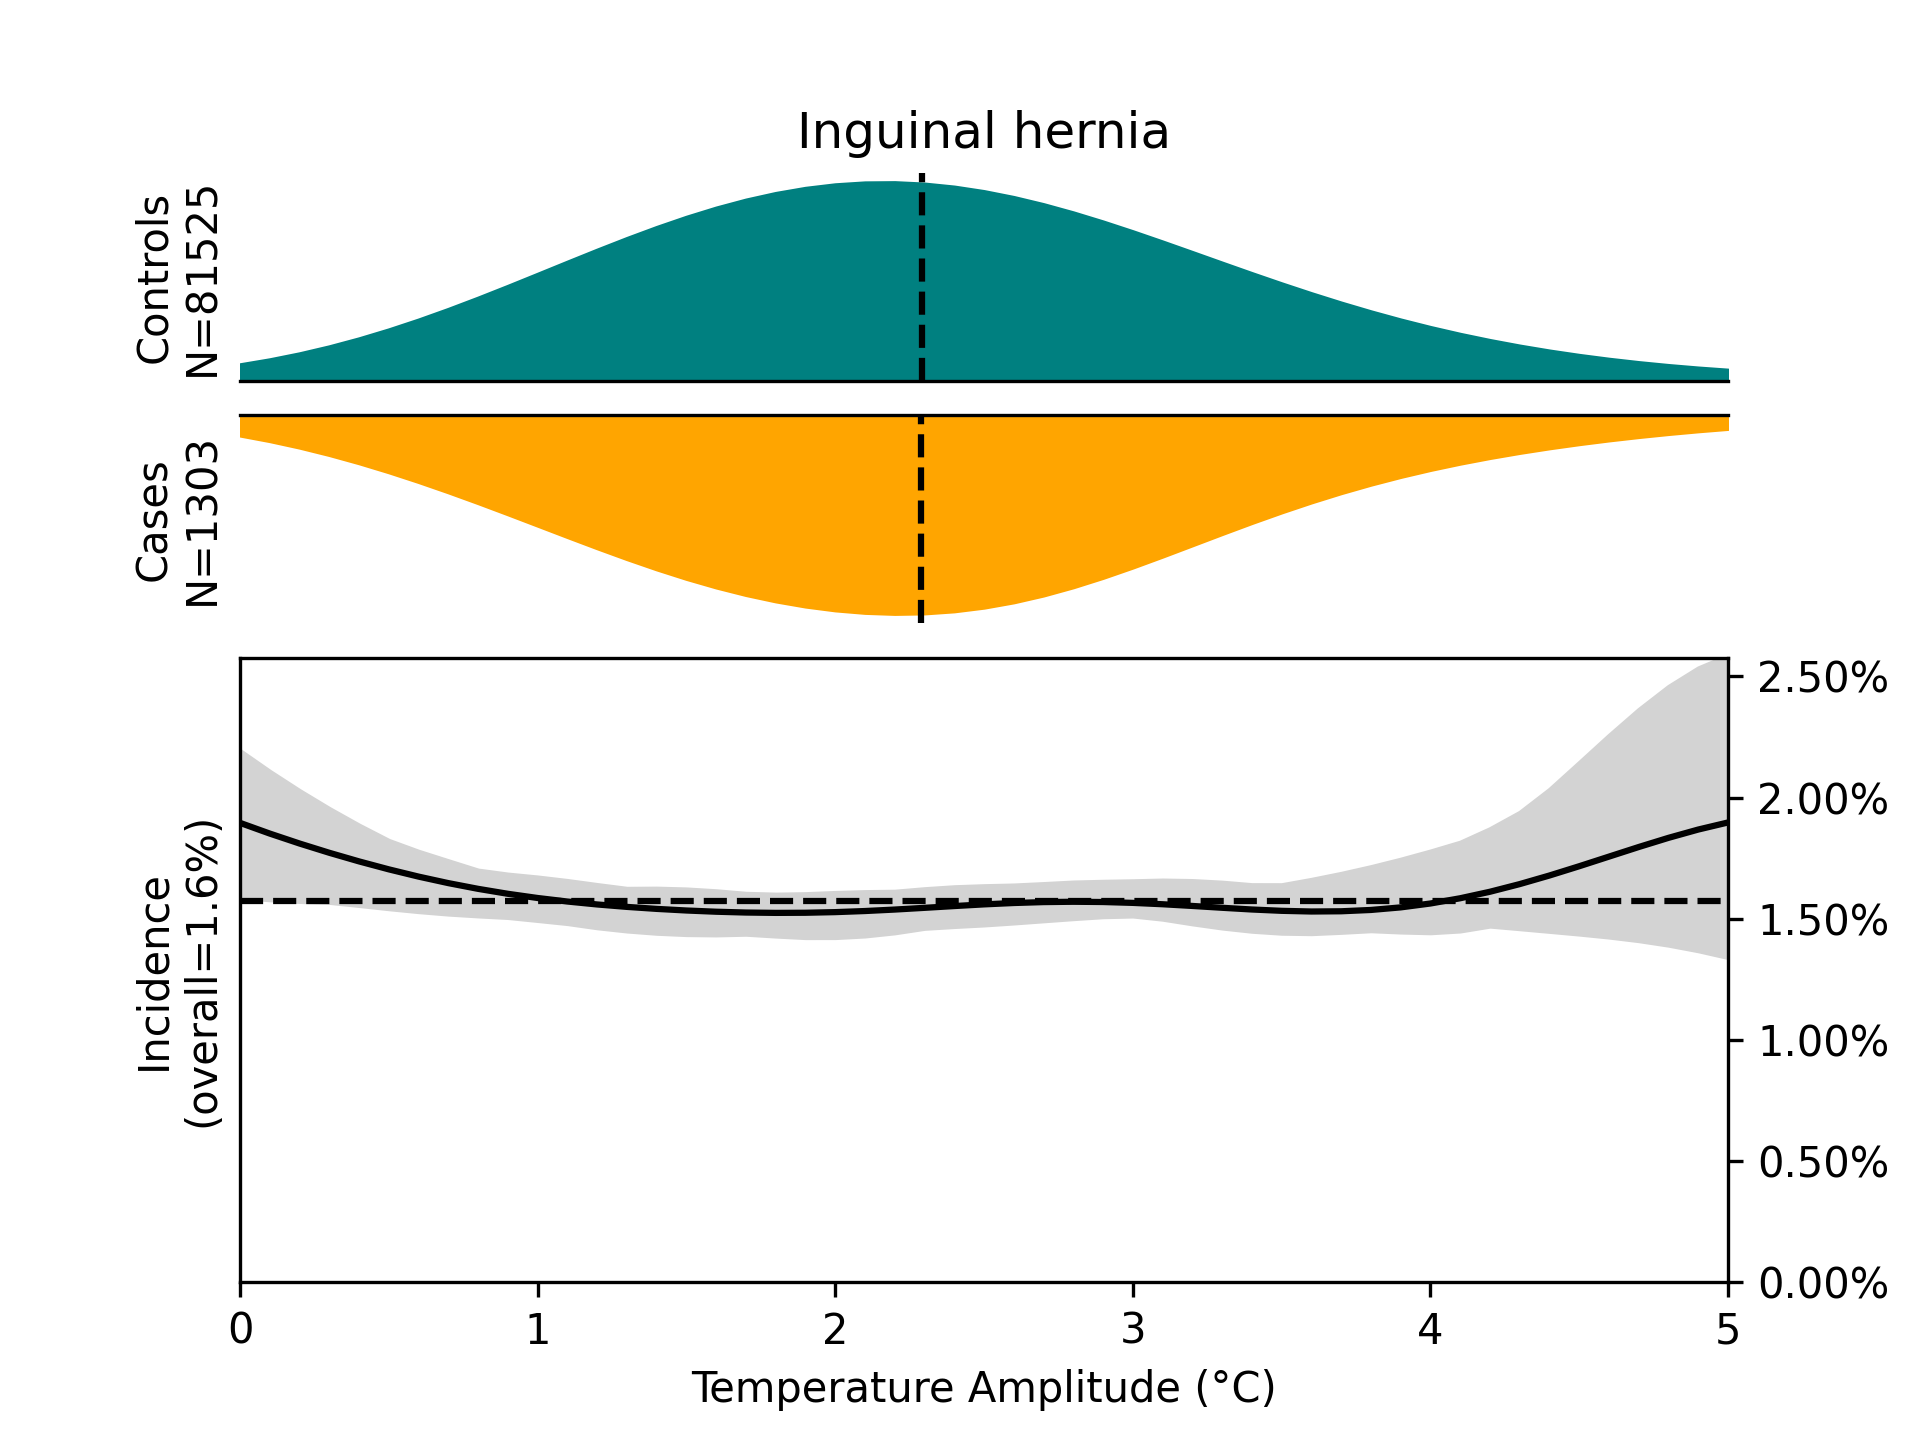 Inguinal hernia
Controls
N=81525
Cases
N=1303
Incidence
(overall=1.6%)
2.50%
2.00%
1.50%
1.00%
0.50%
0.00%
0 1 2 3 4 5
Temperature Amplitude (°C)